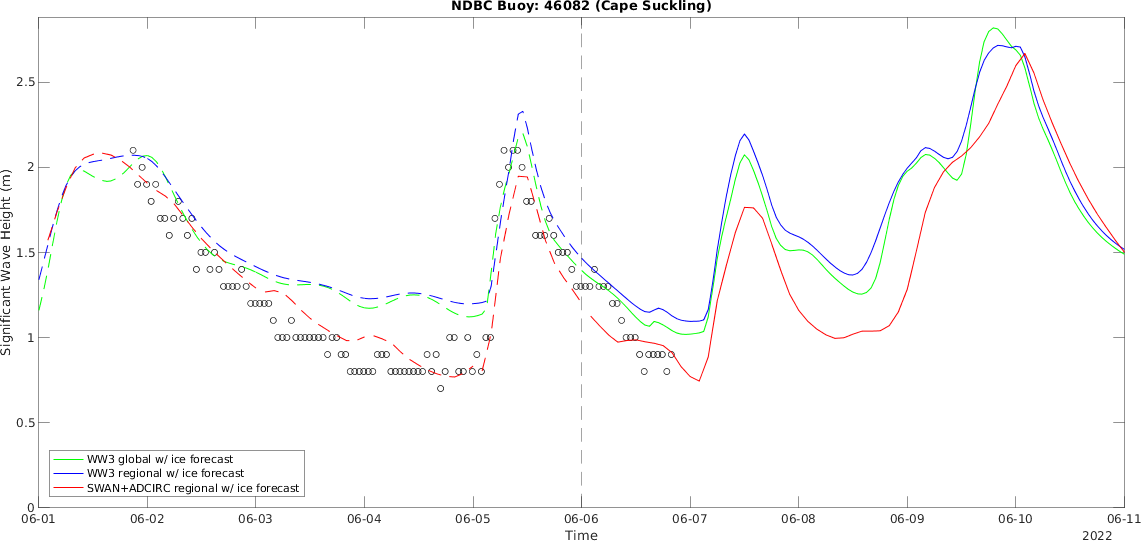 NDBC Buoy: 46082 (Cape Suckling)
Significant Wave Height (m)
2.5
2
1.5
1
0.5
0
WW3 global w/ ice forecast
WW3 regional w/ ice forecast
SWAN+ADCIRC regional w/ ice forecast
06-01 06-02 06-03 06-04 06-05 06-06 06-07 06-08 06-09 06-10 06-11
Time
2022